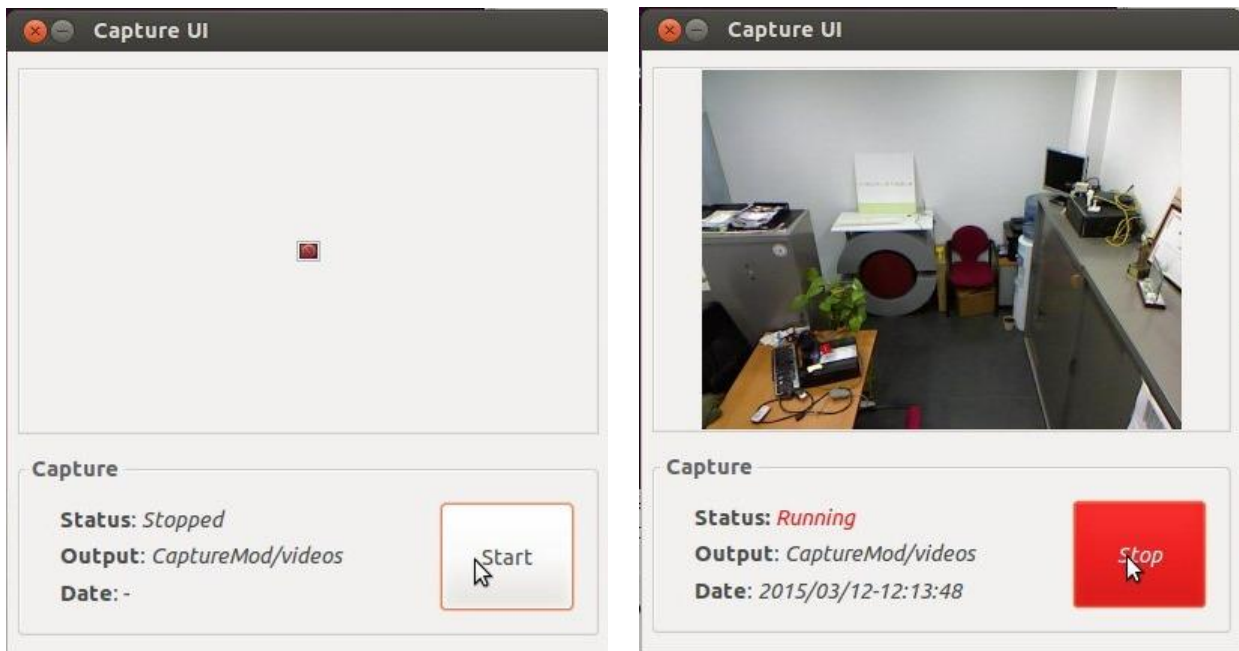 Capture UI
Capture
Status: Stopped
Output: CaptureMod/videos
Date: -
Start
Capture UI
Capture
Status: Running
Output: CaptureMod/videos
Date: 2015/03/12-12:13:48
Stop